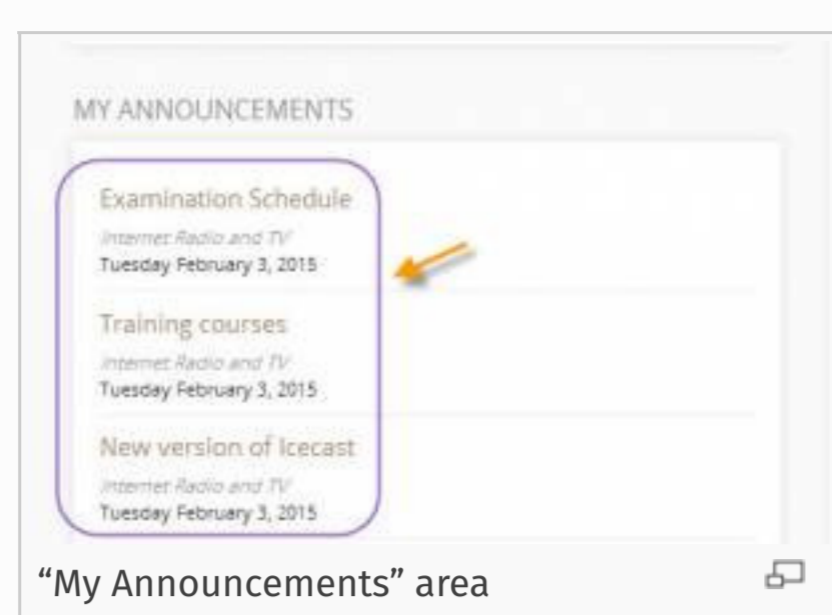 MY ANNOUNCEMENTS
Examination Schedule
Internet Radio and TV
Tuesday February 3, 2015
Training courses
Internet Radio and TV
Tuesday February 3, 2015
New version of Icecast
Internet Radio and TV
Tuesday February 3, 2015
“My Announcements” area